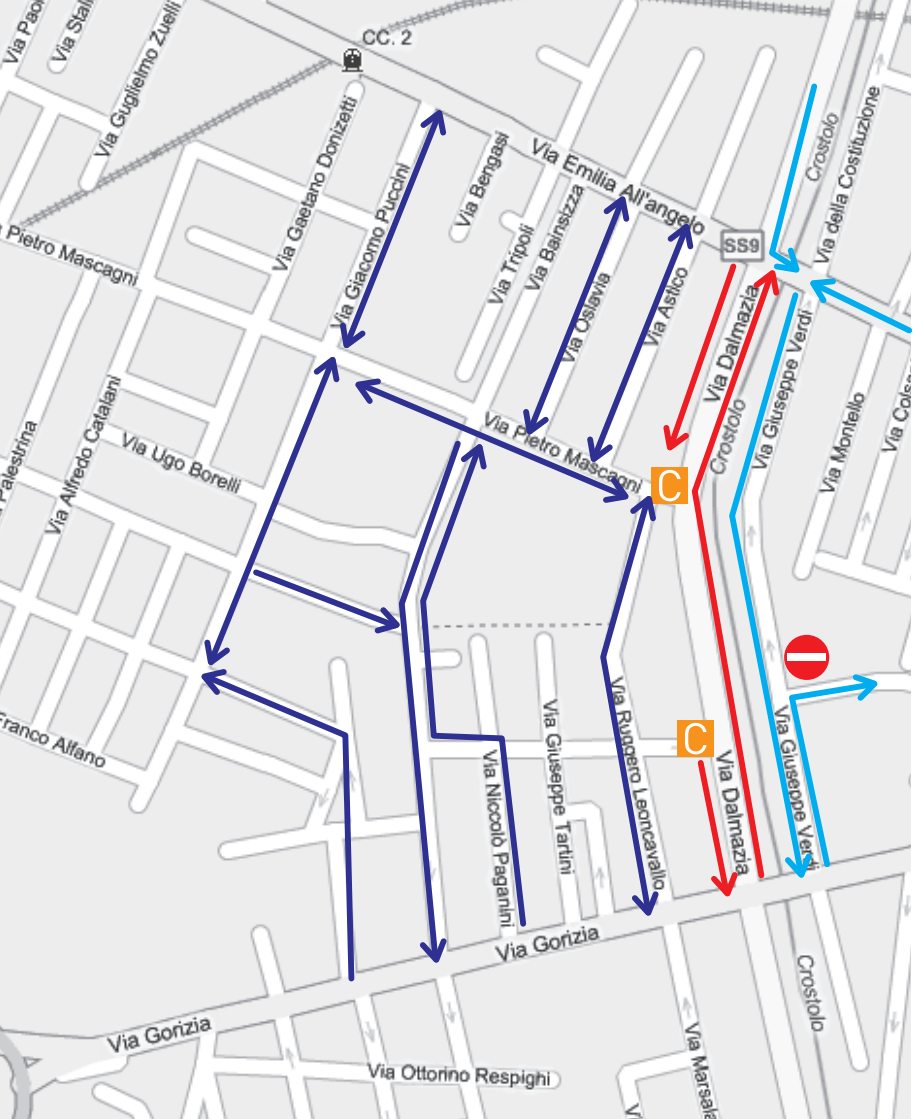 Via Stal
Via Guglielmo Zuelli
CC. 2
Via Gaetano Donizetti
Via Giacomo Puccini
Via Bengasi
Via Emilia All'angelo
Crostolo
Via della Costituzione
Via Tripoli
Via Bainsizza
SS9
Pietro Mascagni
Via Oslavia
Via Astico
Via Dalmazia
Via Giuseppe Verdi
Via Alfredo Catalani
Palestrina
Via Ugo Borelli
Via Pietro Mascagni
C
Crostolo
Via Montello
Via Colsa
Franco Alfano
Via Ruggero Leoncavallo
C
Via Niccolò Paganini
Via Giuseppe Tartini
Via Dalmazia
Via Giuseppe Verdi
Via Gorizia
Via Gorizia
Crostolo
Via Marsala
Via Ottorino Respighi